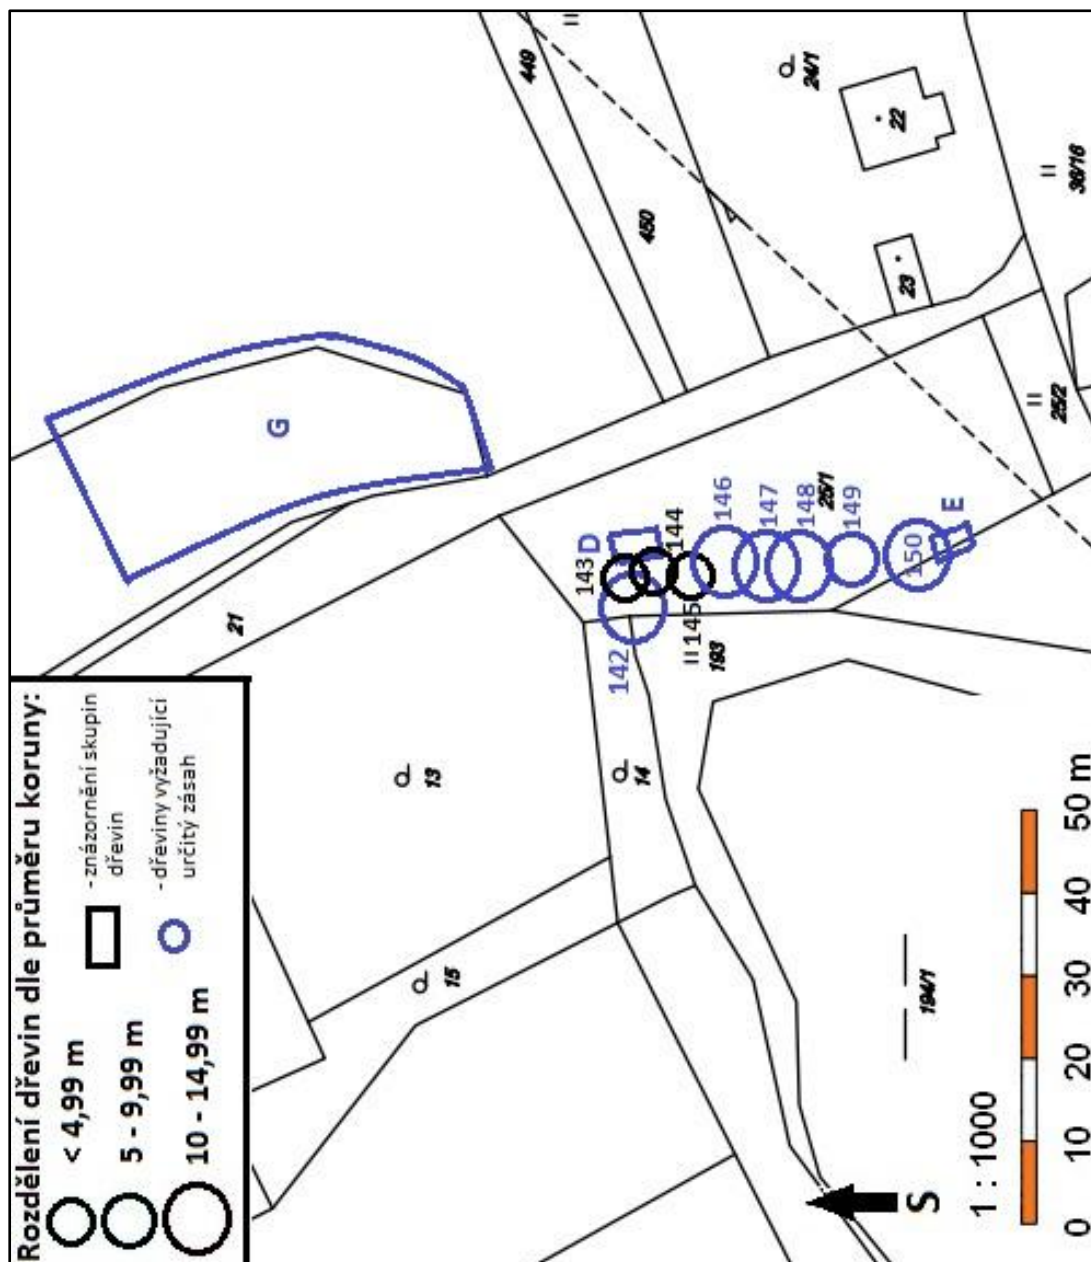 Rozdělení dřevin dle průměru koruny:
< 4,99 m
5 - 9,99 m
10 - 14,99 m
- znázornění skupin
dřevin
- dřeviny vyžadující
určitý zásah
G
D
E
142
143
144
145
146
147
148
149
150
449
450
24/1
22
23
36/16
25/2
25/1
21
13
14
15
193
194/1
S
1 : 1000
0 10 20 30 40 50 m